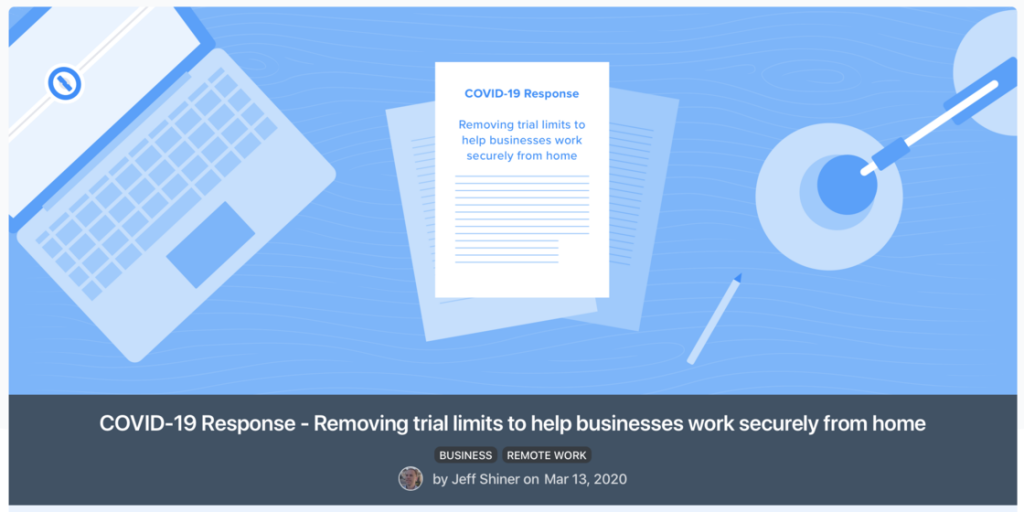 COVID-19 Response
Removing trial limits to
help businesses work
securely from home
COVID-19 Response - Removing trial limits to help businesses work securely from home
BUSINESS REMOTE WORK
by Jeff Shiner on Mar 13, 2020